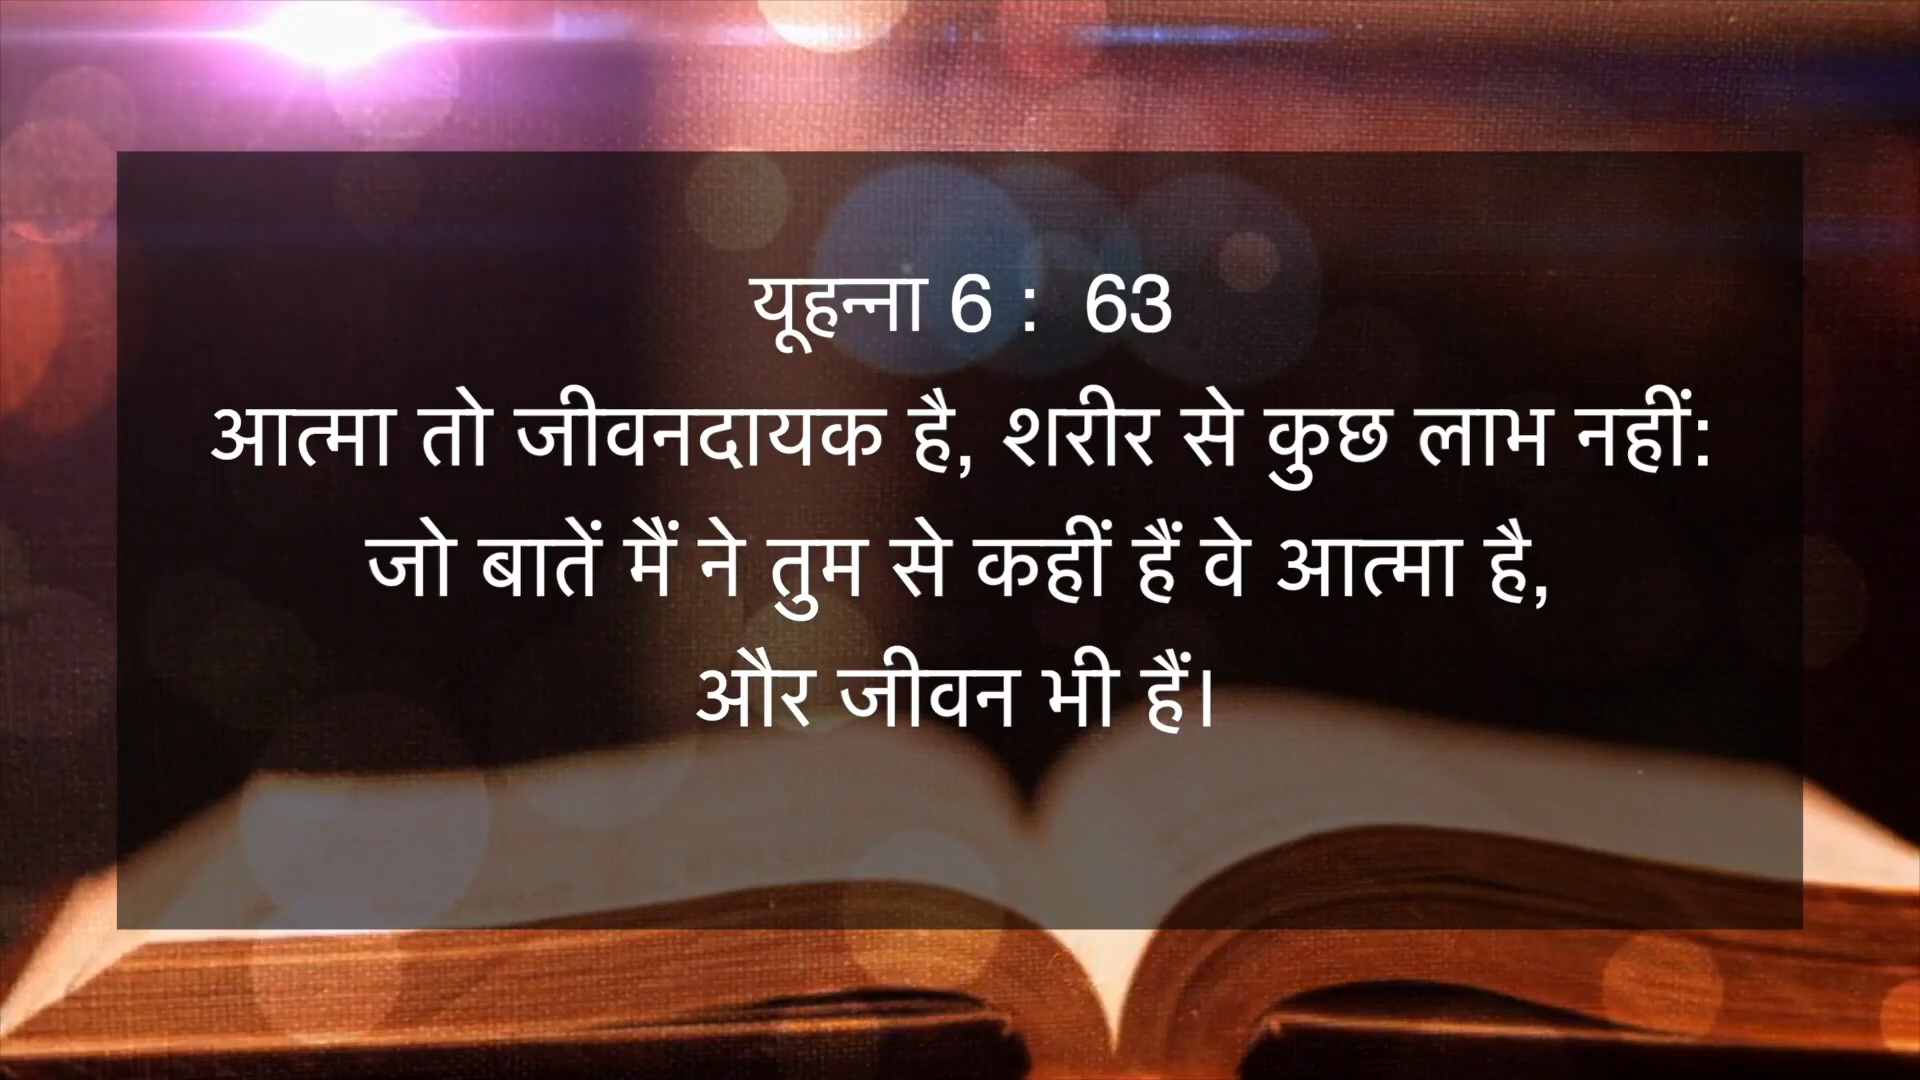 यूहन्ना 6 :  63
आत्मा तो जीवनदायक है, शरीर से कुछ लाभ नहीं:
जो बातें मैं ने तुम से कहीं हैं वे आत्मा है,
और जीवन भी हैं।